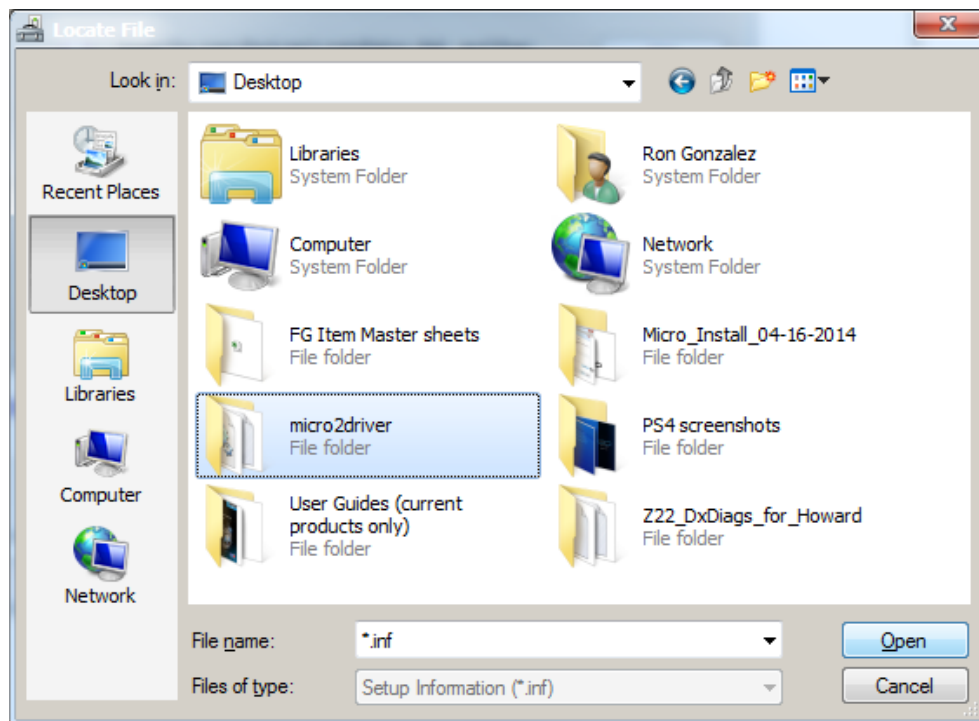 Locate File
Look in:
Desktop
Recent Places
Desktop
Libraries
Computer
Network
Libraries
System Folder
Ron Gonzalez
System Folder
Computer
System Folder
Network
System Folder
FG Item Master sheets
File folder
Micro_Install_04-16-2014
File folder
micro2driver
File folder
PS4 screenshots
File folder
User Guides (current
products only)
File folder
Z22_DxDiags_for_Howard
File folder
File name:
*.inf
Open
Files of type:
Setup Information (*.inf)
Cancel